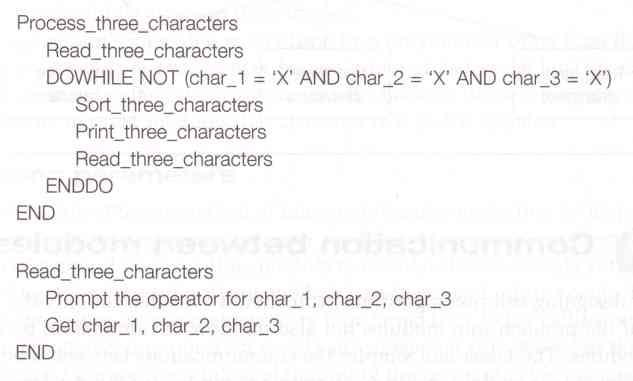 Process_three_characters
Read_three_characters
DOWHILE NOT (char_1 = ‘X’ AND char_2 = ‘X’ AND char_3 = ‘X’)
Sort_three_characters
Print_three_characters
Read_three_characters
ENDDO
END
Read_three_characters
Prompt the operator for char_1, char_2, char_3
Get char_1, char_2, char_3
END